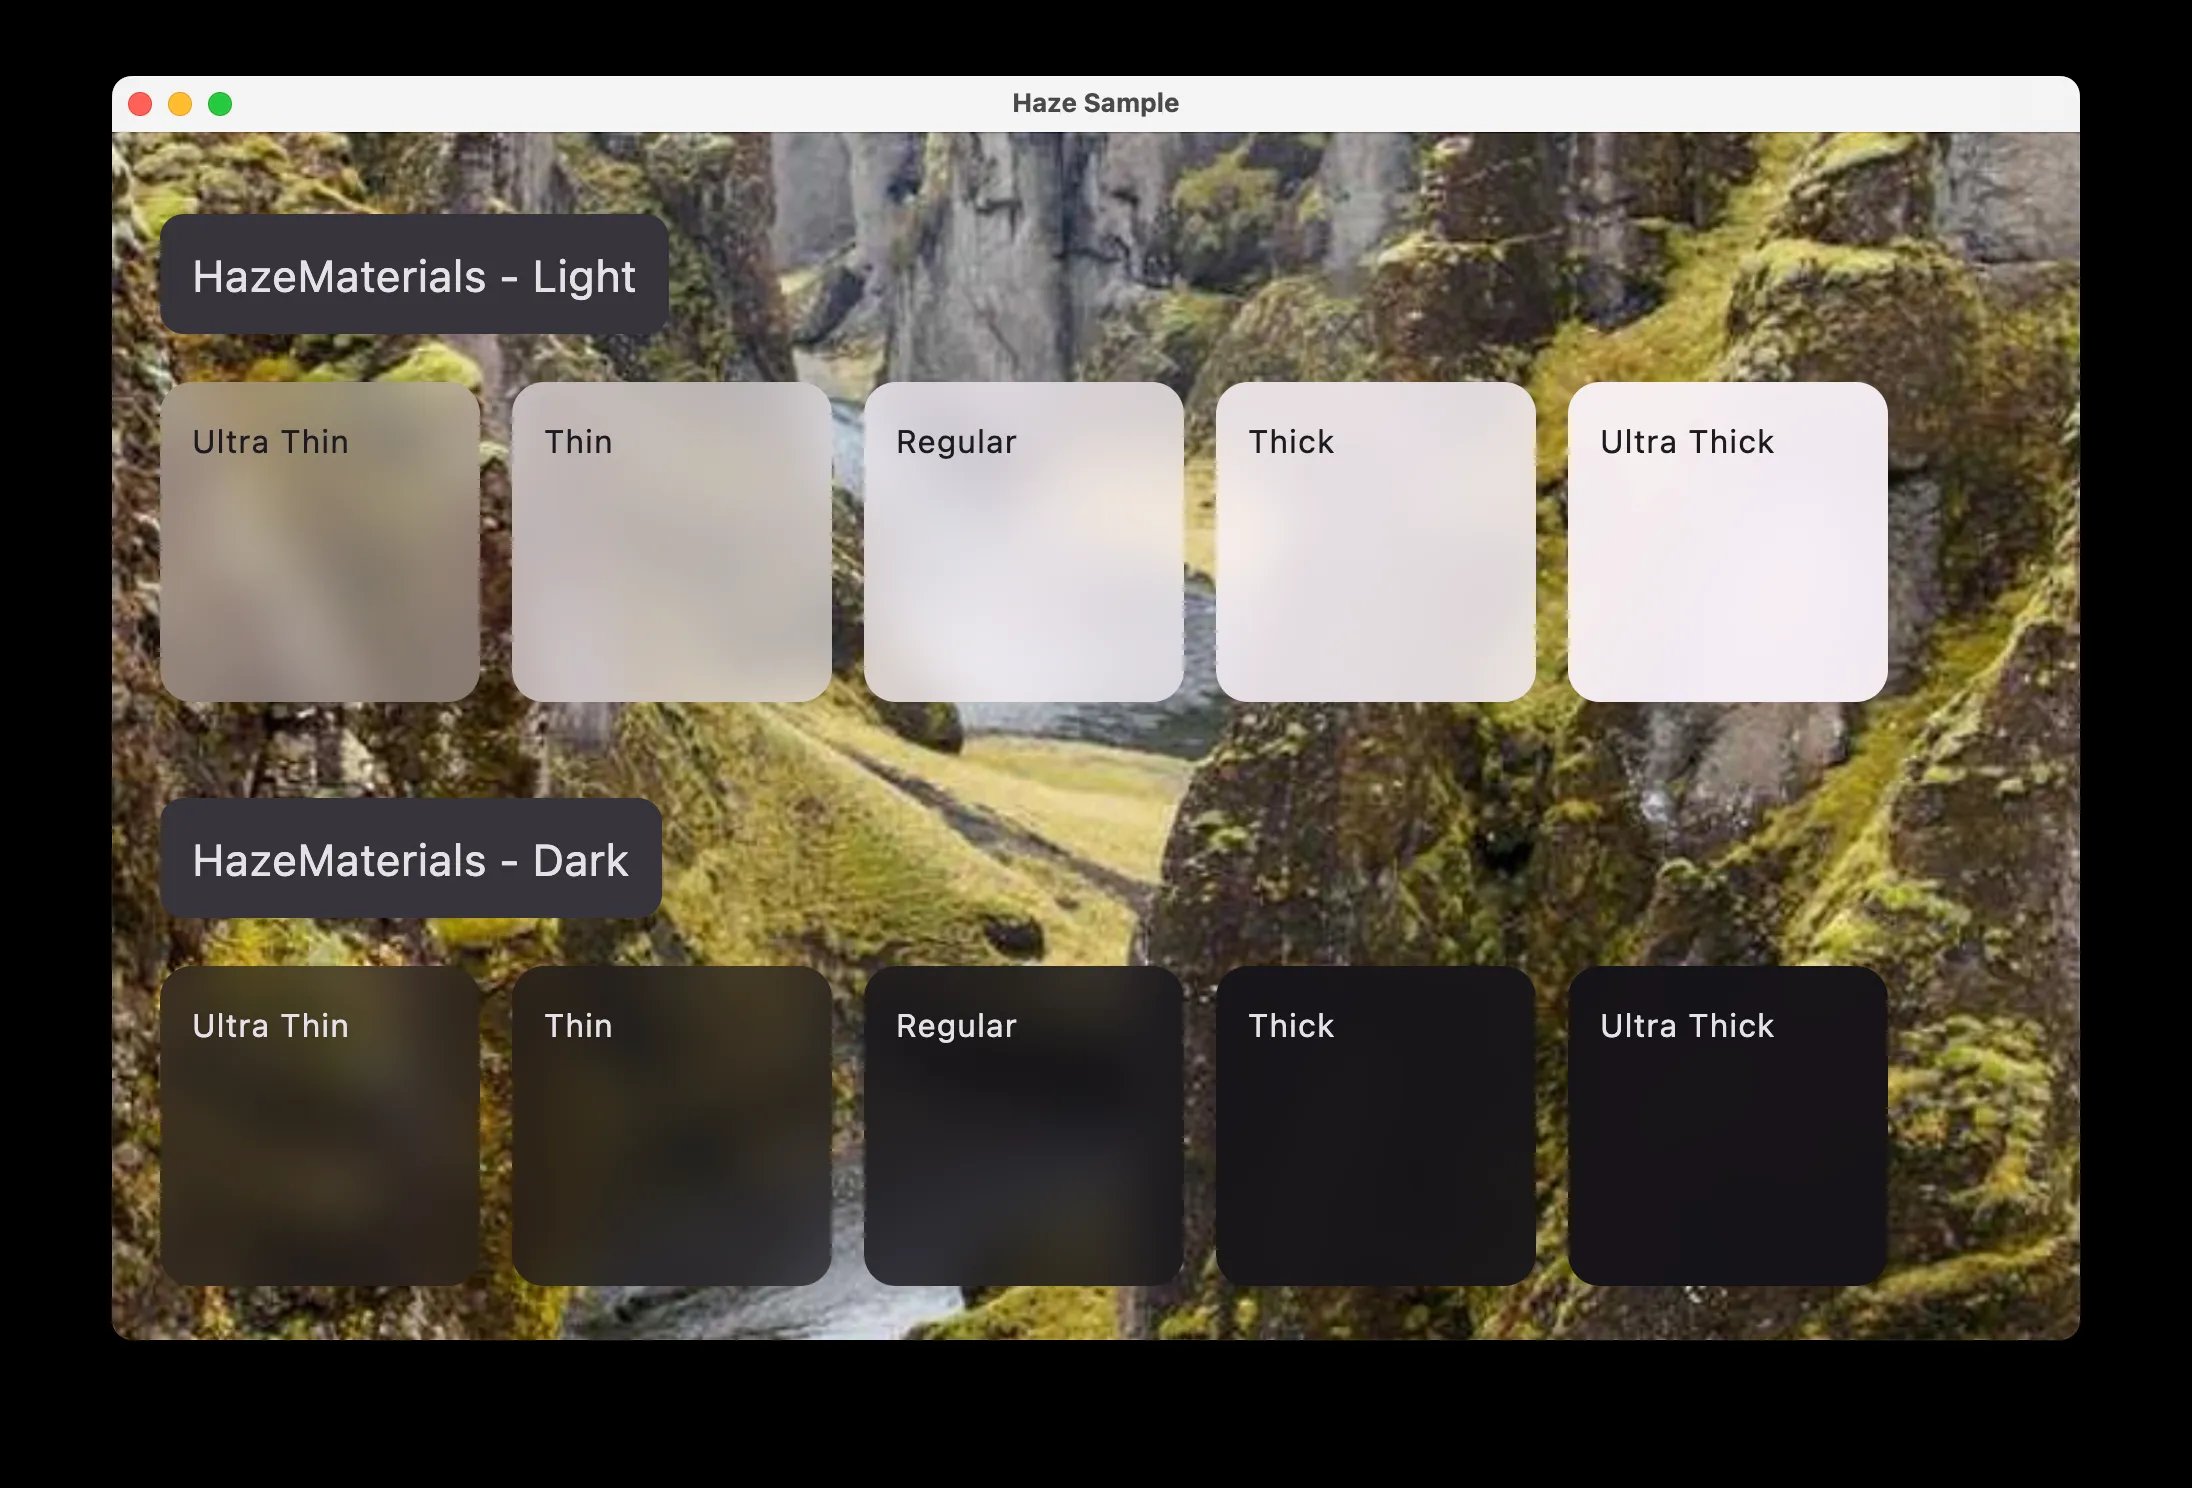 Haze Sample
HazeMaterials - Light
Ultra Thin
Thin
Regular
Thick
Ultra Thick
HazeMaterials - Dark
Ultra Thin
Thin
Regular
Thick
Ultra Thick